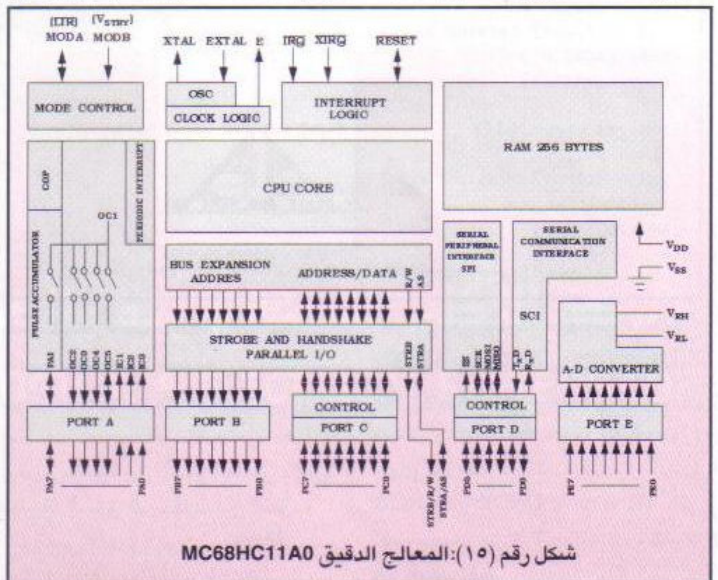 (LIR) (VSTBY)
MODA MODB
XTAL EXTAL E
IRQ XIRQ
RESET
MODE CONTROL
OSC
CLOCK LOGIC
INTERRUPT
LOGIC
RAM 256 BYTES
COP
PERIODIC INTERRUPT
PULSE ACCUMULATOR
OC1
CPU CORE
BUS EXPANSION
ADDRES
ADDRESS/DATA
R/W
AS
SERIAL
PERIPHERAL
INTERFACE
SPI
SERIAL
COMMUNICATION
INTERFACE
SCI
VDD
VSS
VRH
VRL
STROBE AND HANDSHAKE
PARALLEL I/O
STRB
STRA
PA1
OC2
OC3
OC4
OC5
IC1
IC2
IC3
SS
SCK
MOSI
MISO
TxD
RxD
A-D CONVERTER
PORT A
PORT B
CONTROL
PORT C
CONTROL
PORT D
PORT E
PA7
PA0
PB7
PB0
PC7
PC0
STRB/R/W
STRA/AS
PD5
PD0
PE7
PE0
شكل رقم (١٥): المعالج الدقيق MC68HC11A0